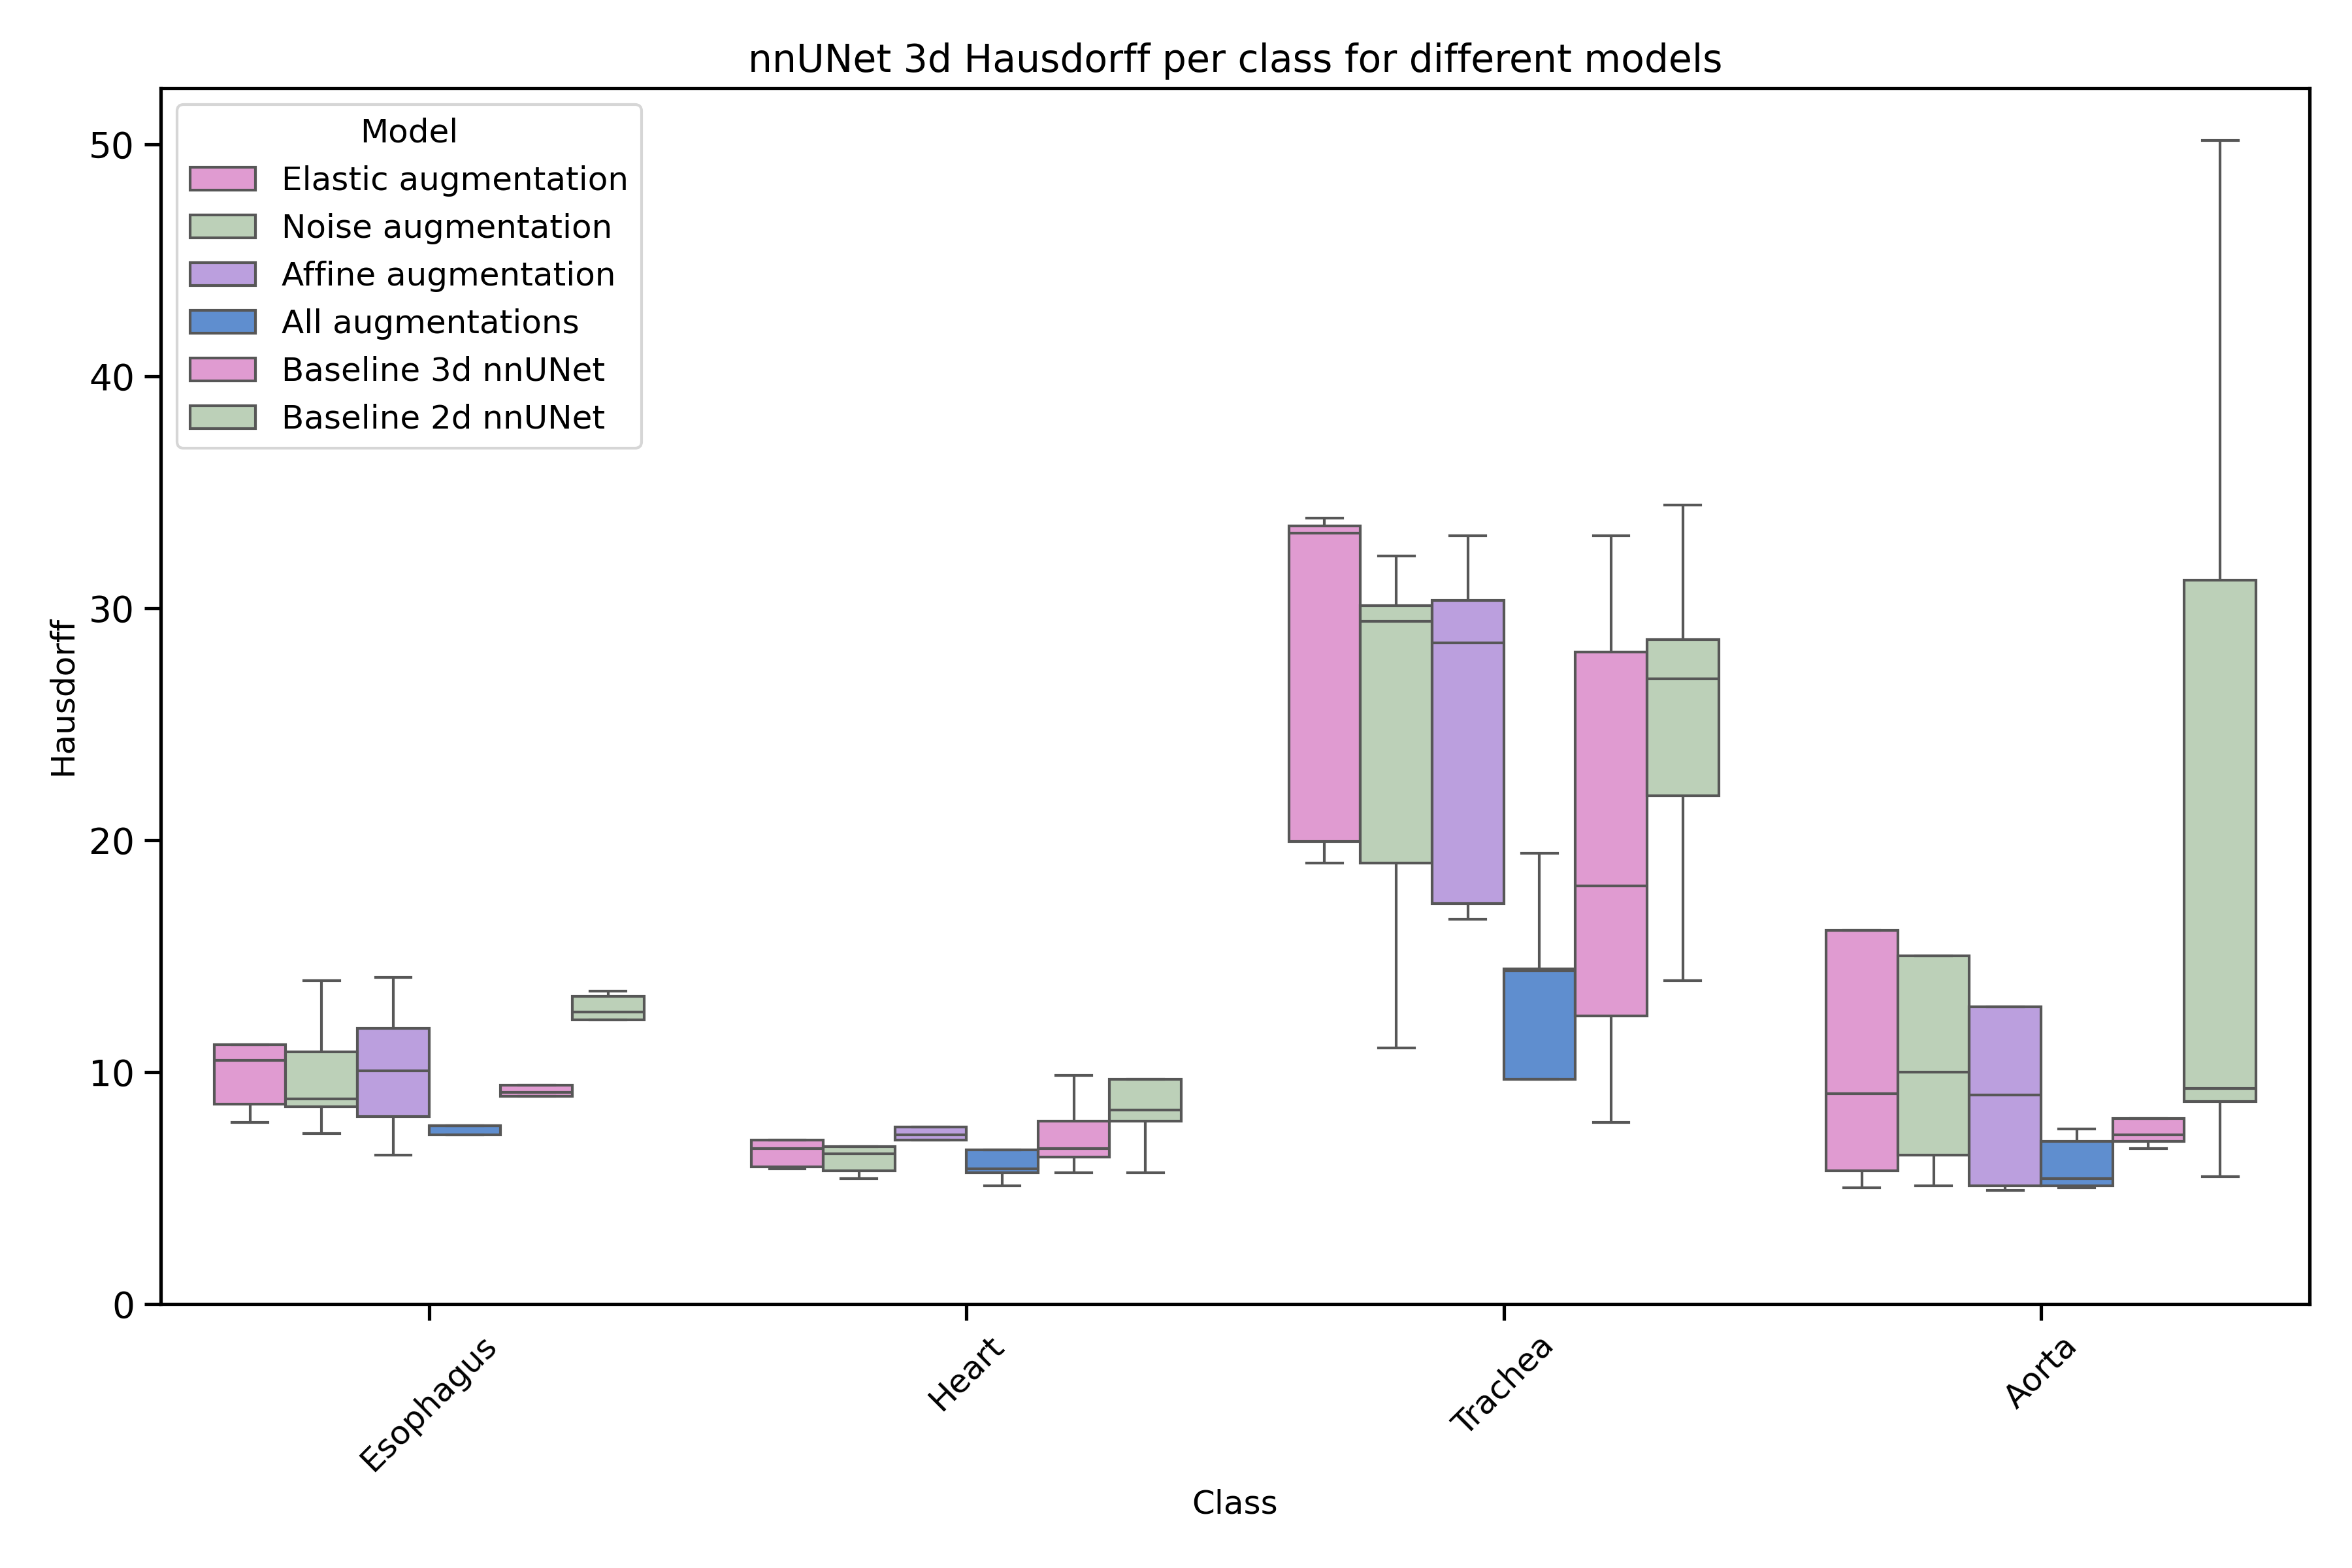 nnUNet 3d Hausdorff per class for different models
Model
Elastic augmentation
Noise augmentation
Affine augmentation
All augmentations
Baseline 3d nnUNet
Baseline 2d nnUNet
Hausdorff
50
40
30
20
10
0
Esophagus
Heart
Trachea
Aorta
Class